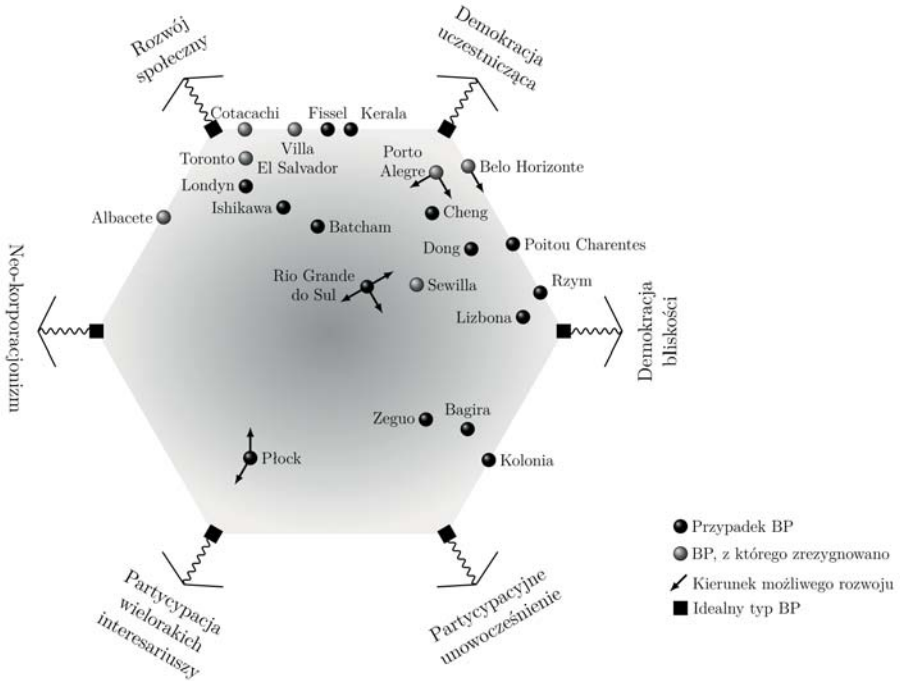 Rozwój
społeczny
Demokracja
uczestnicząca
Cotacachi
Fissel
Kerala
Villa
El Salvador
Toronto
Londyn
Porto
Alegre
Belo Horizonte
Albacete
Ishikawa
Batcham
Cheng
Dong
Poitou Charentes
Rio Grande
do Sul
Sewilla
Rzym
Lizbona
Neo-korporacjonizm
Demokracja
bliskości
Zeguo
Bagira
Płock
Kolonia
Partycypacja
wielorakich
interesariuszy
Partycypacyjne
unowocześnienie
Przypadek BP
BP, z którego zrezygnowano
Kierunek możliwego rozwoju
Idealny typ BP